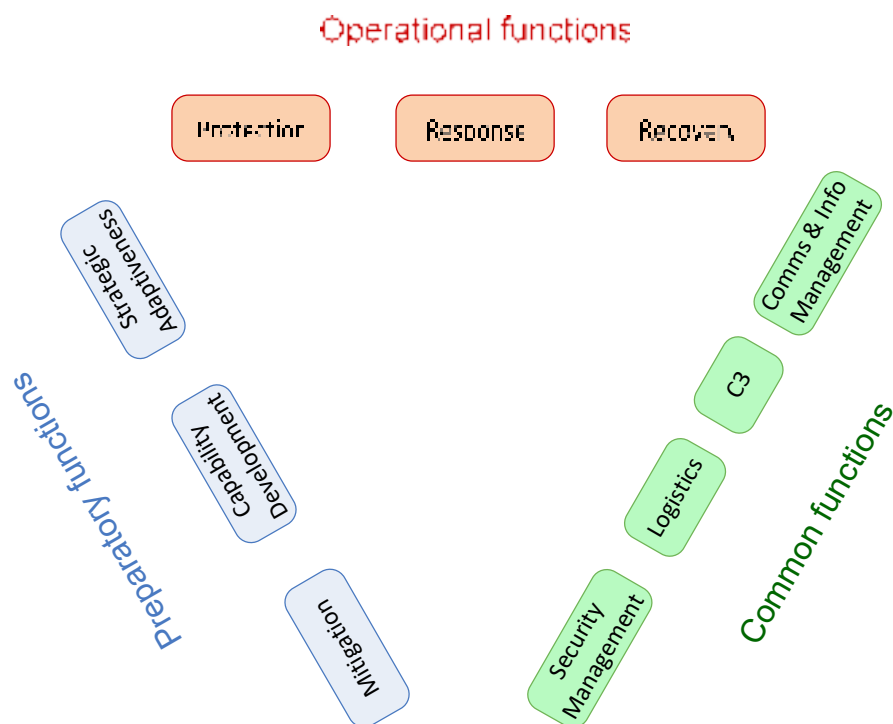 Operational functions
Protection
Response
Recovery
Strategic
Adaptiveness
Capability
Development
Mitigation
Preparatory functions
Comms & Info
Management
C3
Logistics
Security
Management
Common functions